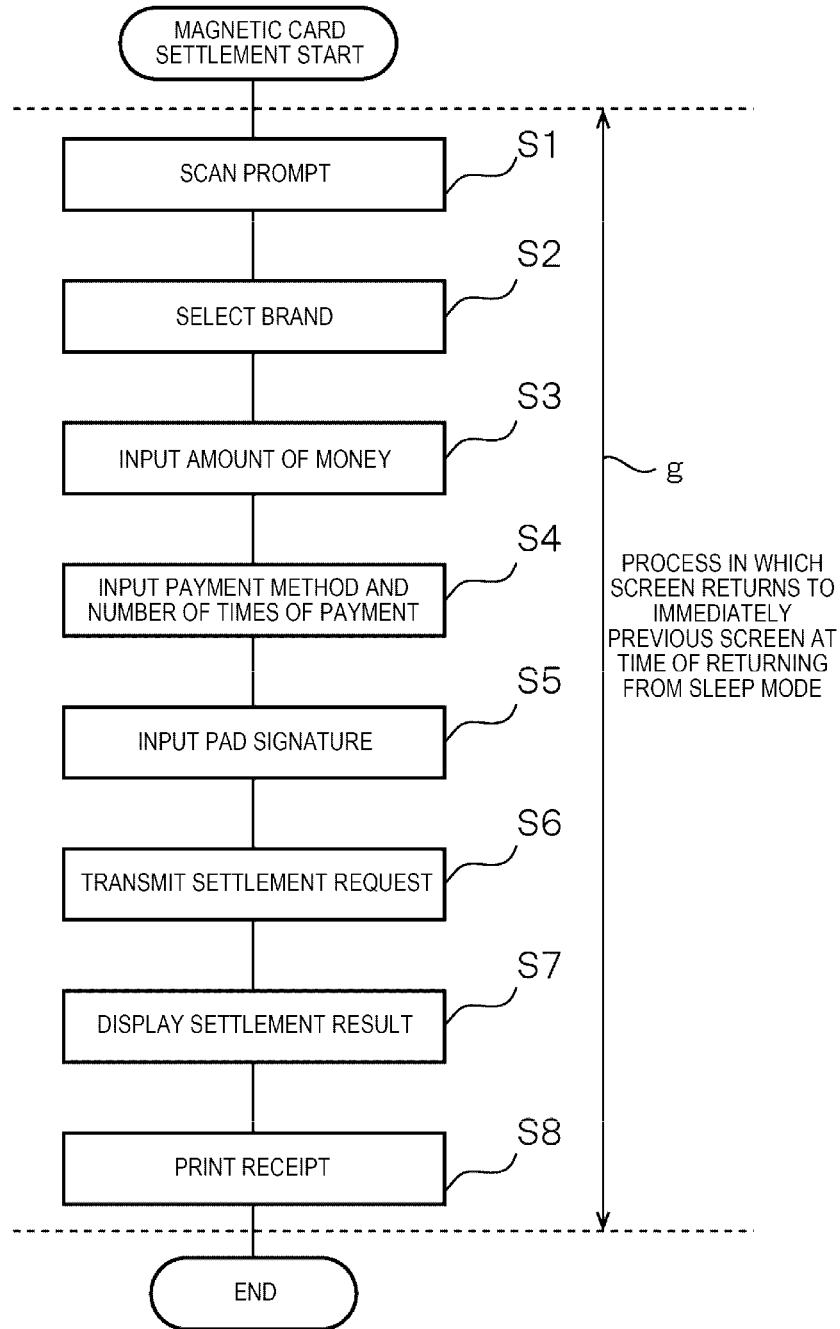 MAGNETIC CARD
SETTLEMENT START
S1
SCAN PROMPT
S2
SELECT BRAND
S3
INPUT AMOUNT OF MONEY
g
S4
INPUT PAYMENT METHOD AND
NUMBER OF TIMES OF PAYMENT
PROCESS IN WHICH
SCREEN RETURNS TO
IMMEDIATELY
PREVIOUS SCREEN AT
TIME OF RETURNING
FROM SLEEP MODE
S5
INPUT PAD SIGNATURE
S6
TRANSMIT SETTLEMENT REQUEST
S7
DISPLAY SETTLEMENT RESULT
S8
PRINT RECEIPT
END